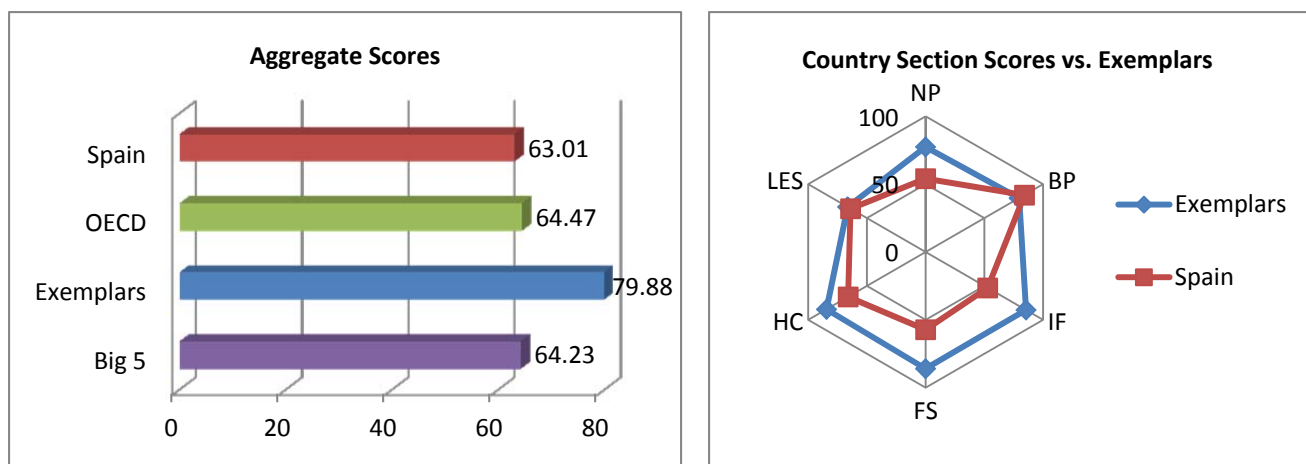 Aggregate Scores
Spain
63.01
OECD
64.47
Exemplars
79.88
Big 5
64.23
0 20 40 60 80
Country Section Scores vs. Exemplars
NP
100
LES
50
BP
0
HC
IF
FS
Exemplars
Spain